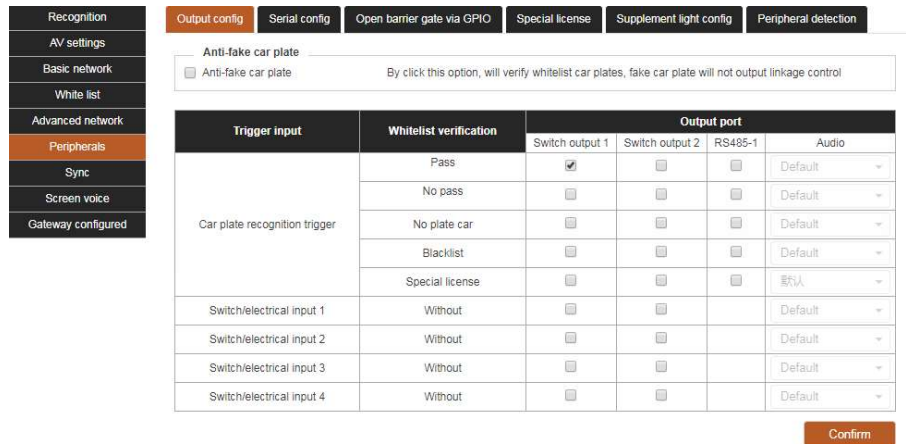 Recognition
AV settings
Basic network
White list
Advanced network
Peripherals
Sync
Screen voice
Gateway configured
Output config
Serial config
Open barrier gate via GPIO
Special license
Supplement light config
Peripheral detection
Anti-fake car plate
Anti-fake car plate
By click this option, will verify whitelist car plates, fake car plate will not output linkage control
Trigger input
Whitelist verification
Output port
Switch output 1
Switch output 2
RS485-1
Audio
Car plate recognition trigger
Pass
Default
No pass
Default
No plate car
Default
Blacklist
Default
Special license
默认
Switch/electrical input 1
Without
Default
Switch/electrical input 2
Without
Default
Switch/electrical input 3
Without
Default
Switch/electrical input 4
Without
Default
Confirm